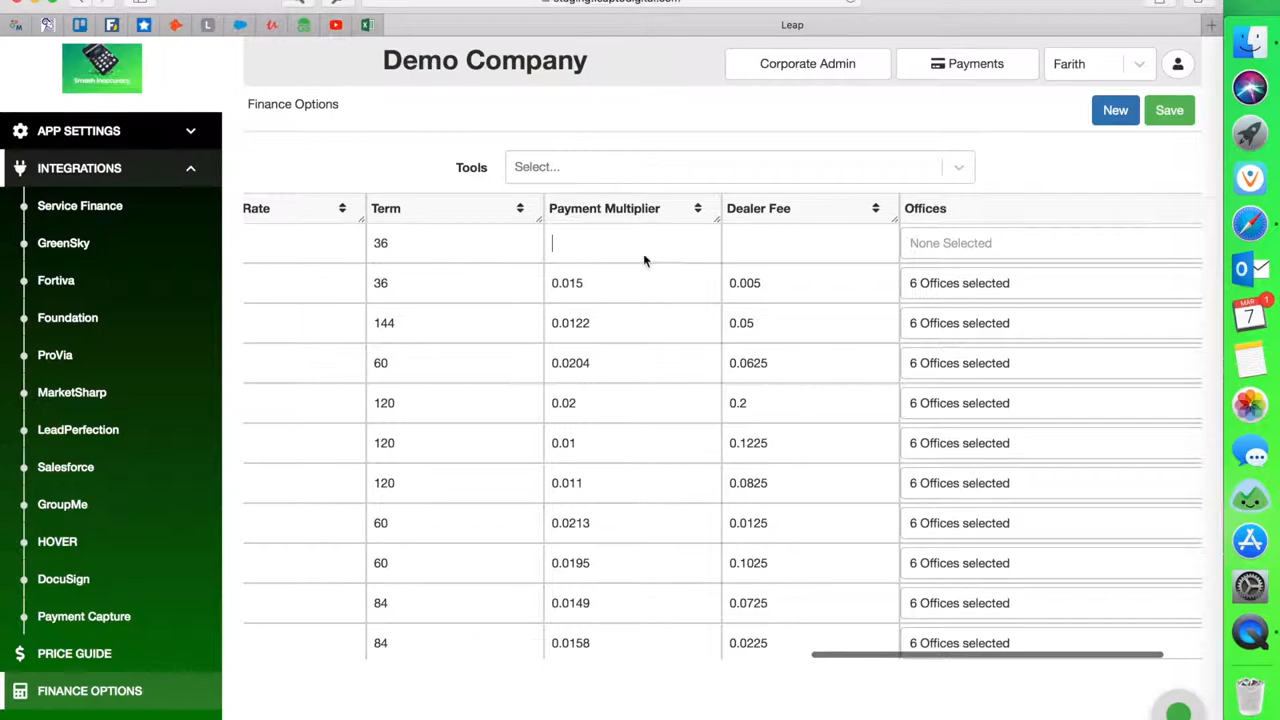 Leap
Smash Inaccuracy
Demo Company
Corporate Admin
Payments
Farith
Finance Options
New
Save
Tools
Select...
APP SETTINGS
INTEGRATIONS
Service Finance
GreenSky
Fortiva
Foundation
ProVia
MarketSharp
LeadPerfection
Salesforce
GroupMe
HOVER
DocuSign
Payment Capture
PRICE GUIDE
FINANCE OPTIONS
Rate Term Payment Multiplier Dealer Fee Offices
36 None Selected
36 0.015 0.005 6 Offices selected
144 0.0122 0.05 6 Offices selected
60 0.0204 0.0625 6 Offices selected
120 0.02 0.2 6 Offices selected
120 0.01 0.1225 6 Offices selected
120 0.011 0.0825 6 Offices selected
60 0.0213 0.0125 6 Offices selected
60 0.0195 0.1025 6 Offices selected
84 0.0149 0.0725 6 Offices selected
84 0.0158 0.0225 6 Offices selected
MAR
7
1